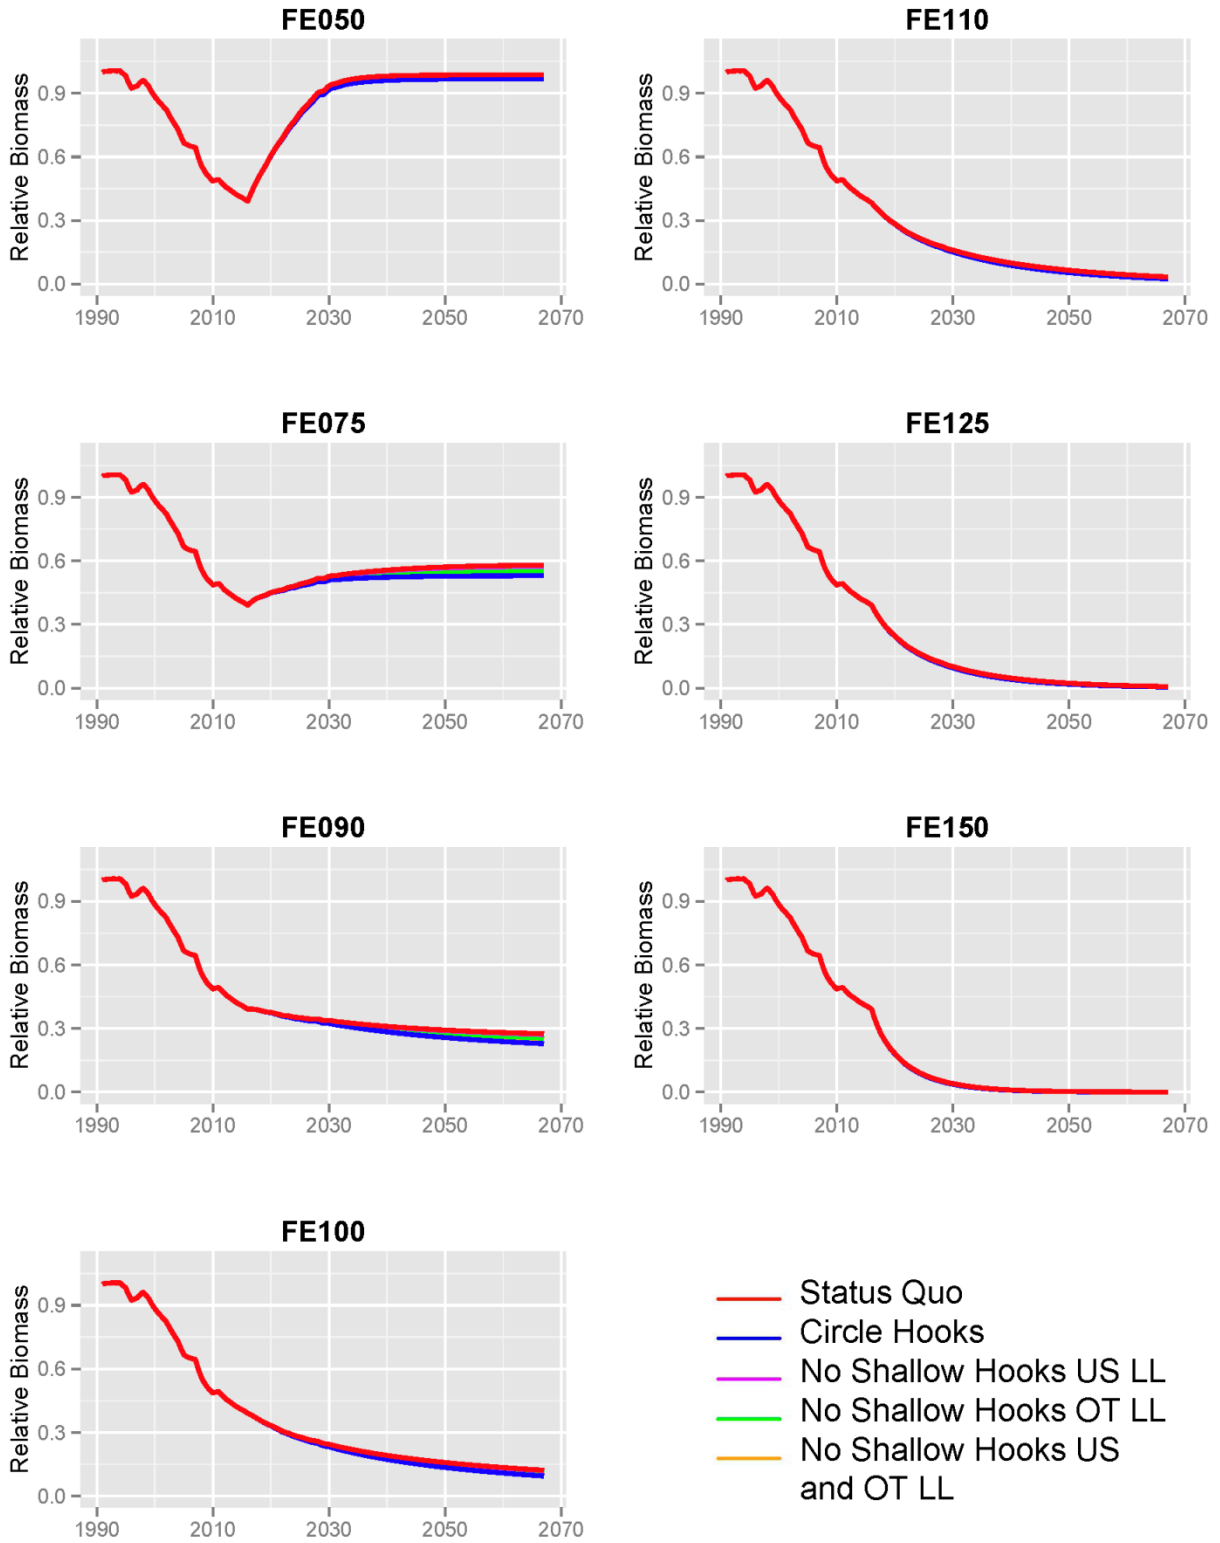 FE050
Relative Biomass
0.9
0.6
0.3
0.0
1990 2010 2030 2050 2070
FE110
Relative Biomass
0.9
0.6
0.3
0.0
1990 2010 2030 2050 2070
FE075
Relative Biomass
0.9
0.6
0.3
0.0
1990 2010 2030 2050 2070
FE125
Relative Biomass
0.9
0.6
0.3
0.0
1990 2010 2030 2050 2070
FE090
Relative Biomass
0.9
0.6
0.3
0.0
1990 2010 2030 2050 2070
FE150
Relative Biomass
0.9
0.6
0.3
0.0
1990 2010 2030 2050 2070
FE100
Relative Biomass
0.9
0.6
0.3
0.0
1990 2010 2030 2050 2070
Status Quo
Circle Hooks
No Shallow Hooks US LL
No Shallow Hooks OT LL
No Shallow Hooks US
and OT LL